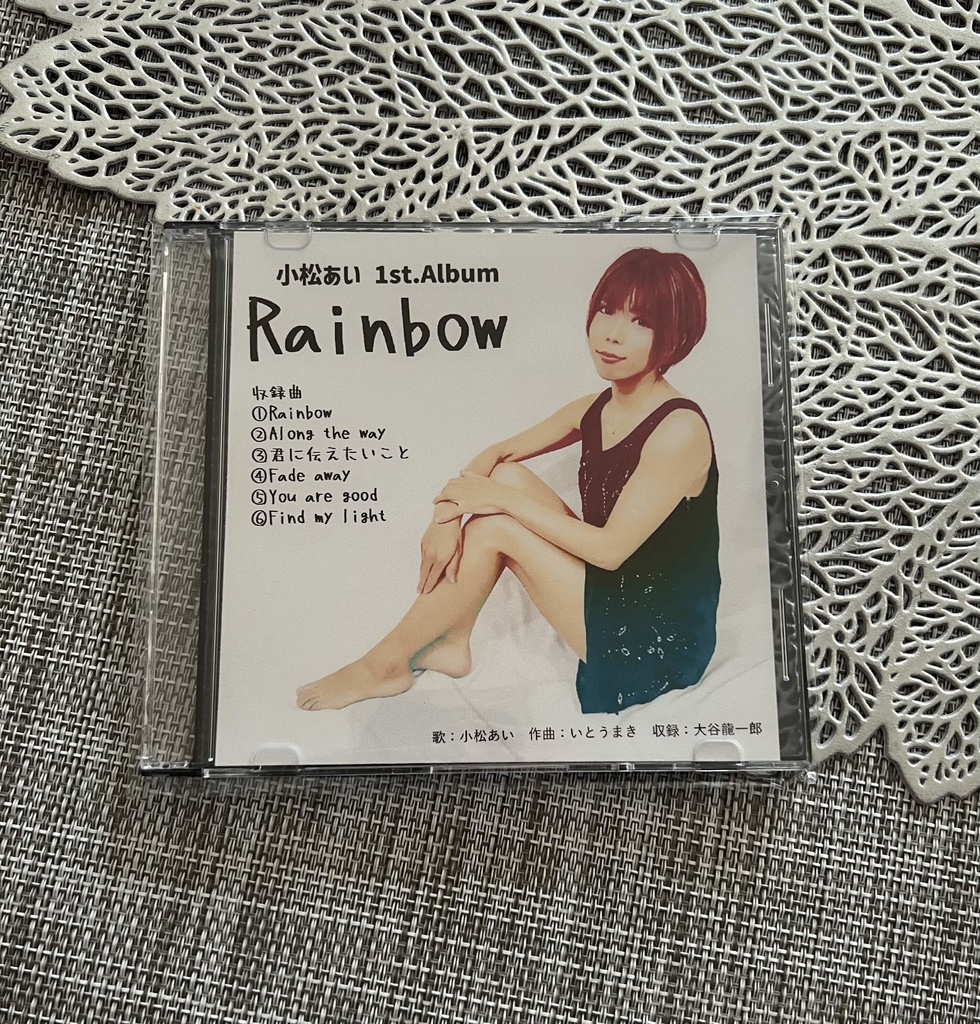 小松あい 1st.Album
Rainbow
収録曲
①Rainbow
②Along the way
③君に伝えたいこと
④Fade away
⑤You are good
⑥Find my light
歌:小松あい 作曲:いとうまき 収録:大谷龍一郎